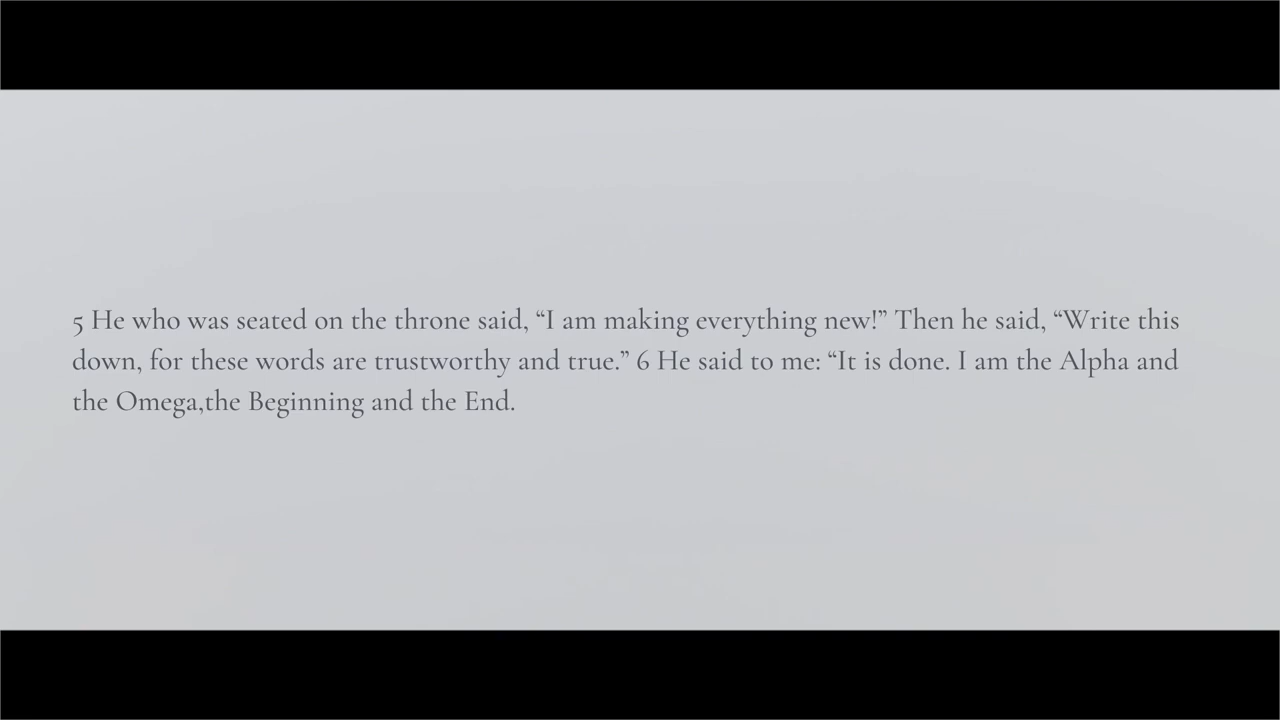 5 He who was seated on the throne said, “I am making everything new!” Then he said, “Write this
down, for these words are trustworthy and true.” 6 He said to me: “It is done. I am the Alpha and
the Omega,the Beginning and the End.